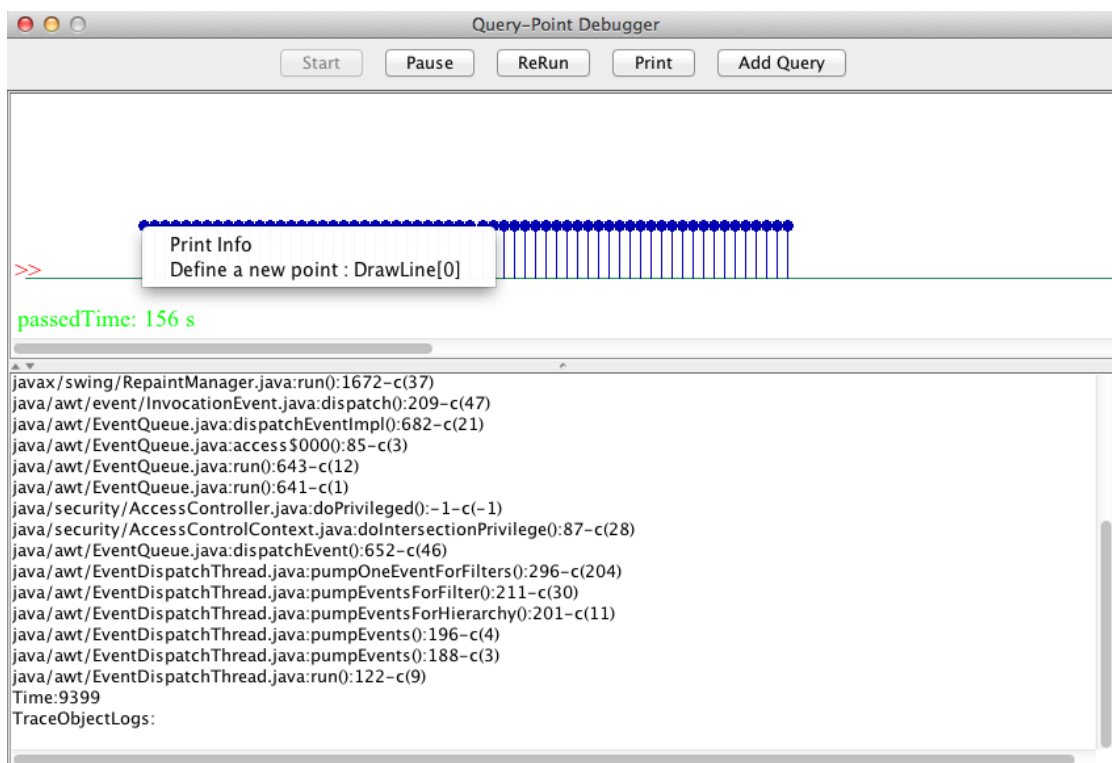 Query-Point Debugger
Start Pause ReRun Print Add Query
Print Info
>> Define a new point : DrawLine[0]
passedTime: 156 s
javax/swing/RepaintManager.java:run():1672-c(37)
java/awt/event/InvocationEvent.java:dispatch():209-c(47)
java/awt/EventQueue.java:dispatchEventImpl():682-c(21)
java/awt/EventQueue.java:access$000():85-c(3)
java/awt/EventQueue.java:run():643-c(12)
java/awt/EventQueue.java:run():641-c(1)
java/security/AccessController.java:doPrivileged():-1-c(-1)
java/security/AccessControlContext.java:doIntersectionPrivilege():87-c(28)
java/awt/EventQueue.java:dispatchEvent():652-c(46)
java/awt/EventDispatchThread.java:pumpOneEventForFilters():296-c(204)
java/awt/EventDispatchThread.java:pumpEventsForFilter():211-c(30)
java/awt/EventDispatchThread.java:pumpEventsForHierarchy():201-c(11)
java/awt/EventDispatchThread.java:pumpEvents():196-c(4)
java/awt/EventDispatchThread.java:pumpEvents():188-c(3)
java/awt/EventDispatchThread.java:run():122-c(9)
Time:9399
TraceObjectLogs: